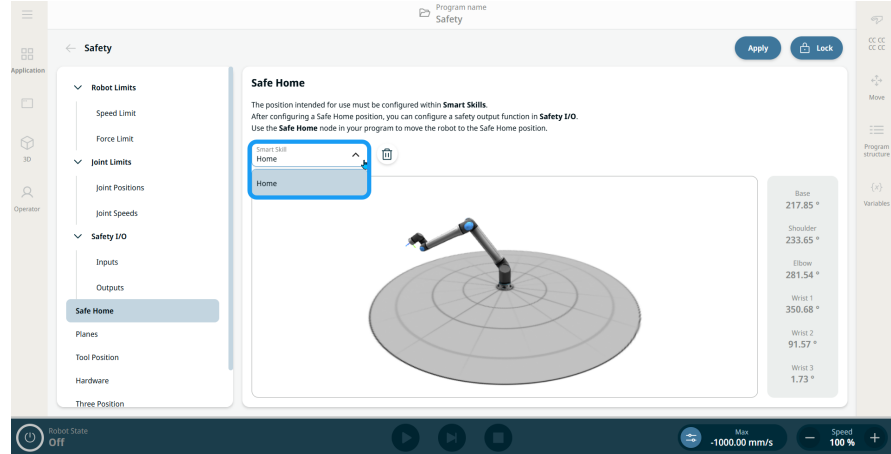 Program name
Safety
Application
3D
Operator
Safety
Apply
Lock
Robot Limits
Speed Limit
Force Limit
Joint Limits
Joint Positions
Joint Speeds
Safety I/O
Inputs
Outputs
Safe Home
Planes
Tool Position
Hardware
Three Position
Safe Home
The position intended for use must be configured within Smart Skills.
After configuring a Safe Home position, you can configure a safety output function in Safety I/O.
Use the Safe Home node in your program to move the robot to the Safe Home position.
Smart Skill
Home
Home
Base
217.85 °
Shoulder
233.65 °
Elbow
281.54 °
Wrist 1
350.68 °
Wrist 2
91.57 °
Wrist 3
1.73 °
CC CC
CC CC
Move
Program
structure
{x}
Variables
Robot State
Off
Max
-1000.00 mm/s
Speed
100 %